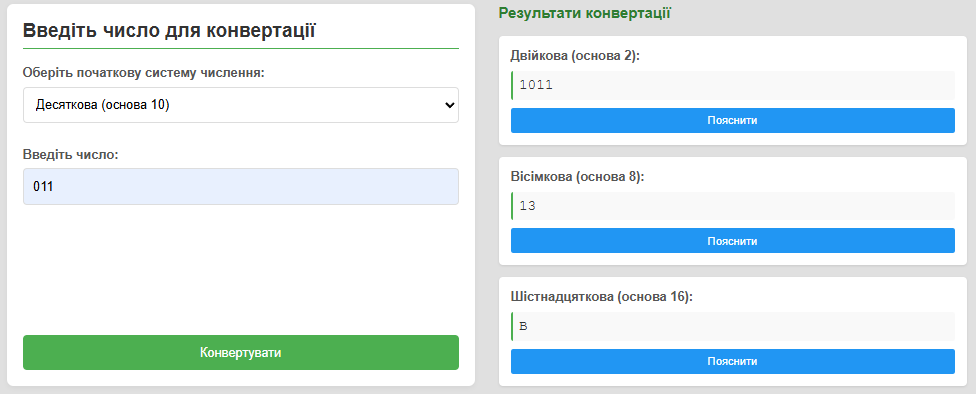 Введіть число для конвертації
Оберіть початкову систему числення:
Десяткова (основа 10)
Введіть число:
011
Конвертувати
Результати конвертації
Двійкова (основа 2):
1011
Пояснити
Вісімкова (основа 8):
13
Пояснити
Шістнадцяткова (основа 16):
B
Пояснити